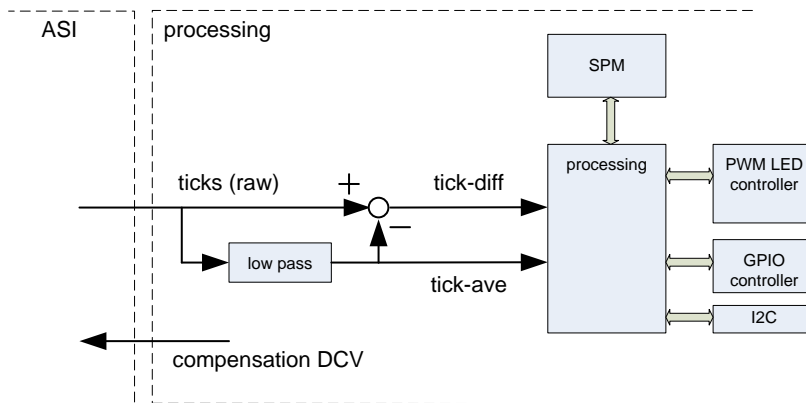 ASI
processing
SPM
processing
PWM LED
controller
ticks (raw)
+
tick-diff
−
low pass
tick-ave
GPIO
controller
I2C
compensation DCV